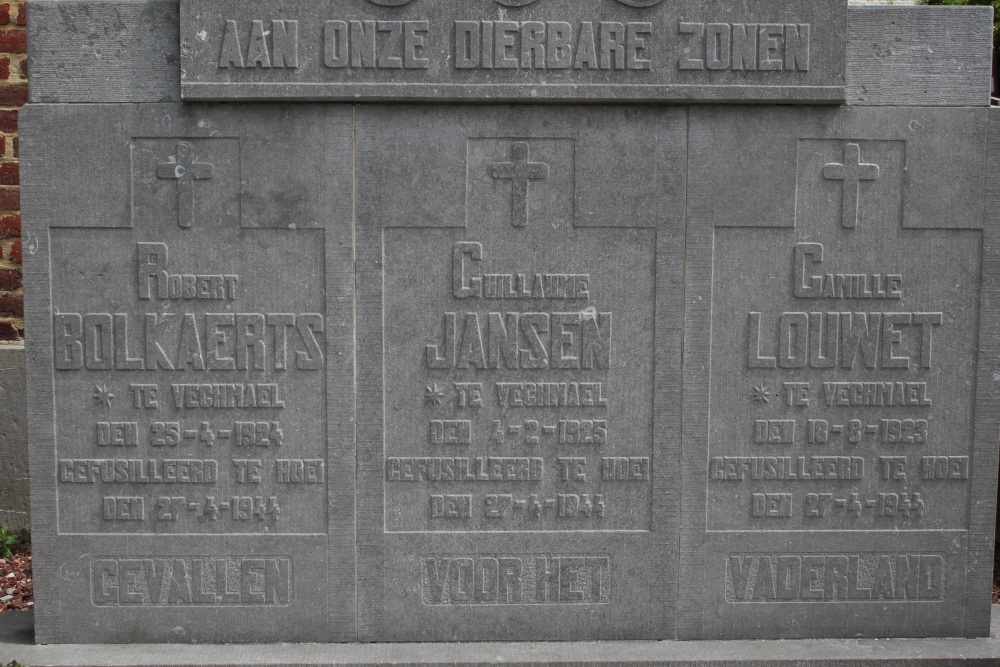 AAN ONZE DIERBARE ZONEN
ROBERT
BOLKAERTS
* TE VECHMAEL
DEN 25-4-1924
GEFUSILLEERD TE HOEI
DEN 27-4-1944
GEVALLEN
GUILLAUME
JANSEN
* TE VECHMAEL
DEN 4-2-1925
GEFUSILLEERD TE HOEI
DEN 27-4-1944
VOOR HET
CAMILLE
LOUWET
* TE VECHMAEL
DEN 18-8-1923
GEFUSILLEERD TE HOEI
DEN 27-4-1944
VADERLAND